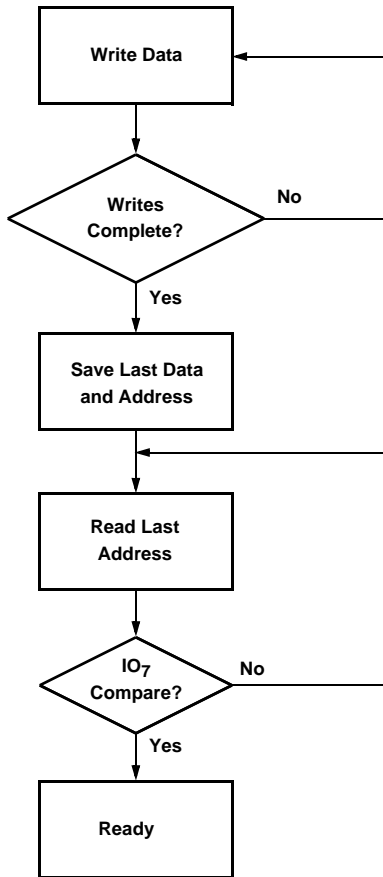 Write Data
Writes
Complete?
No
Yes
Save Last Data
and Address
Read Last
Address
IO7
Compare?
No
Yes
Ready